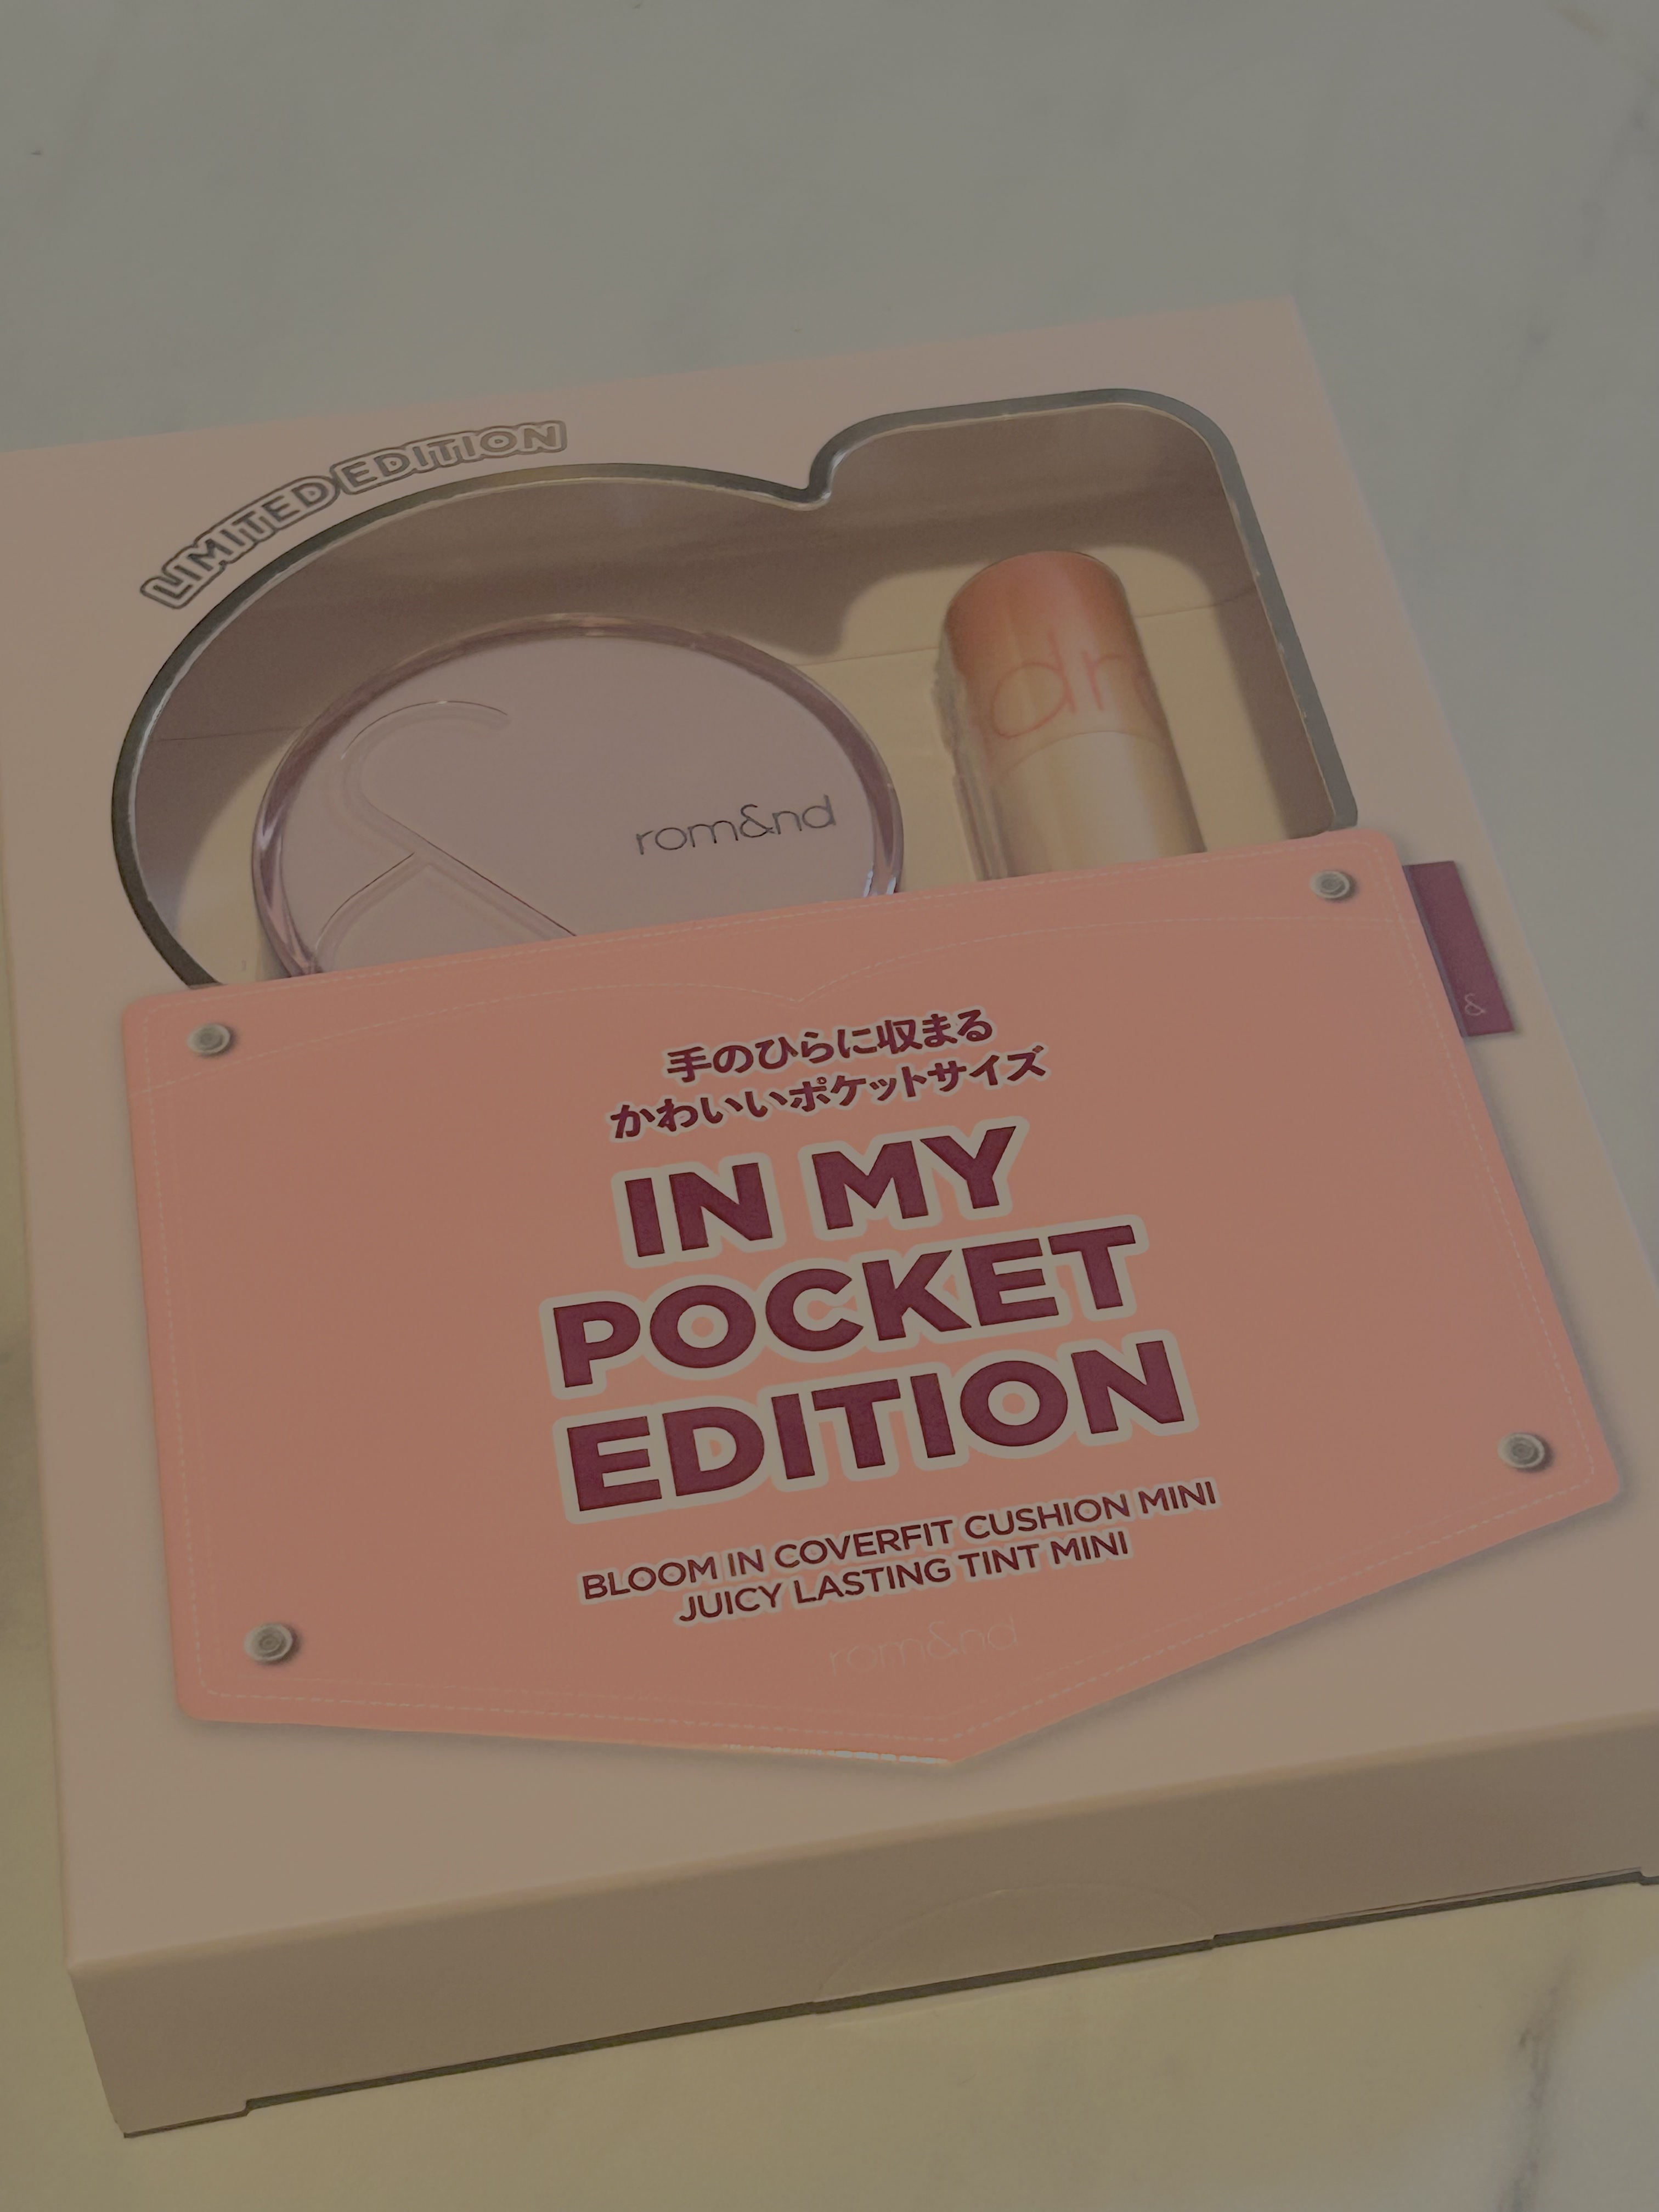 LIMITED EDITION
rom&nd
&
手のひらに収まる
かわいいポケットサイズ
IN MY
POCKET
EDITION
BLOOM IN COVERFIT CUSHION MINI
JUICY LASTING TINT MINI
rom&nd